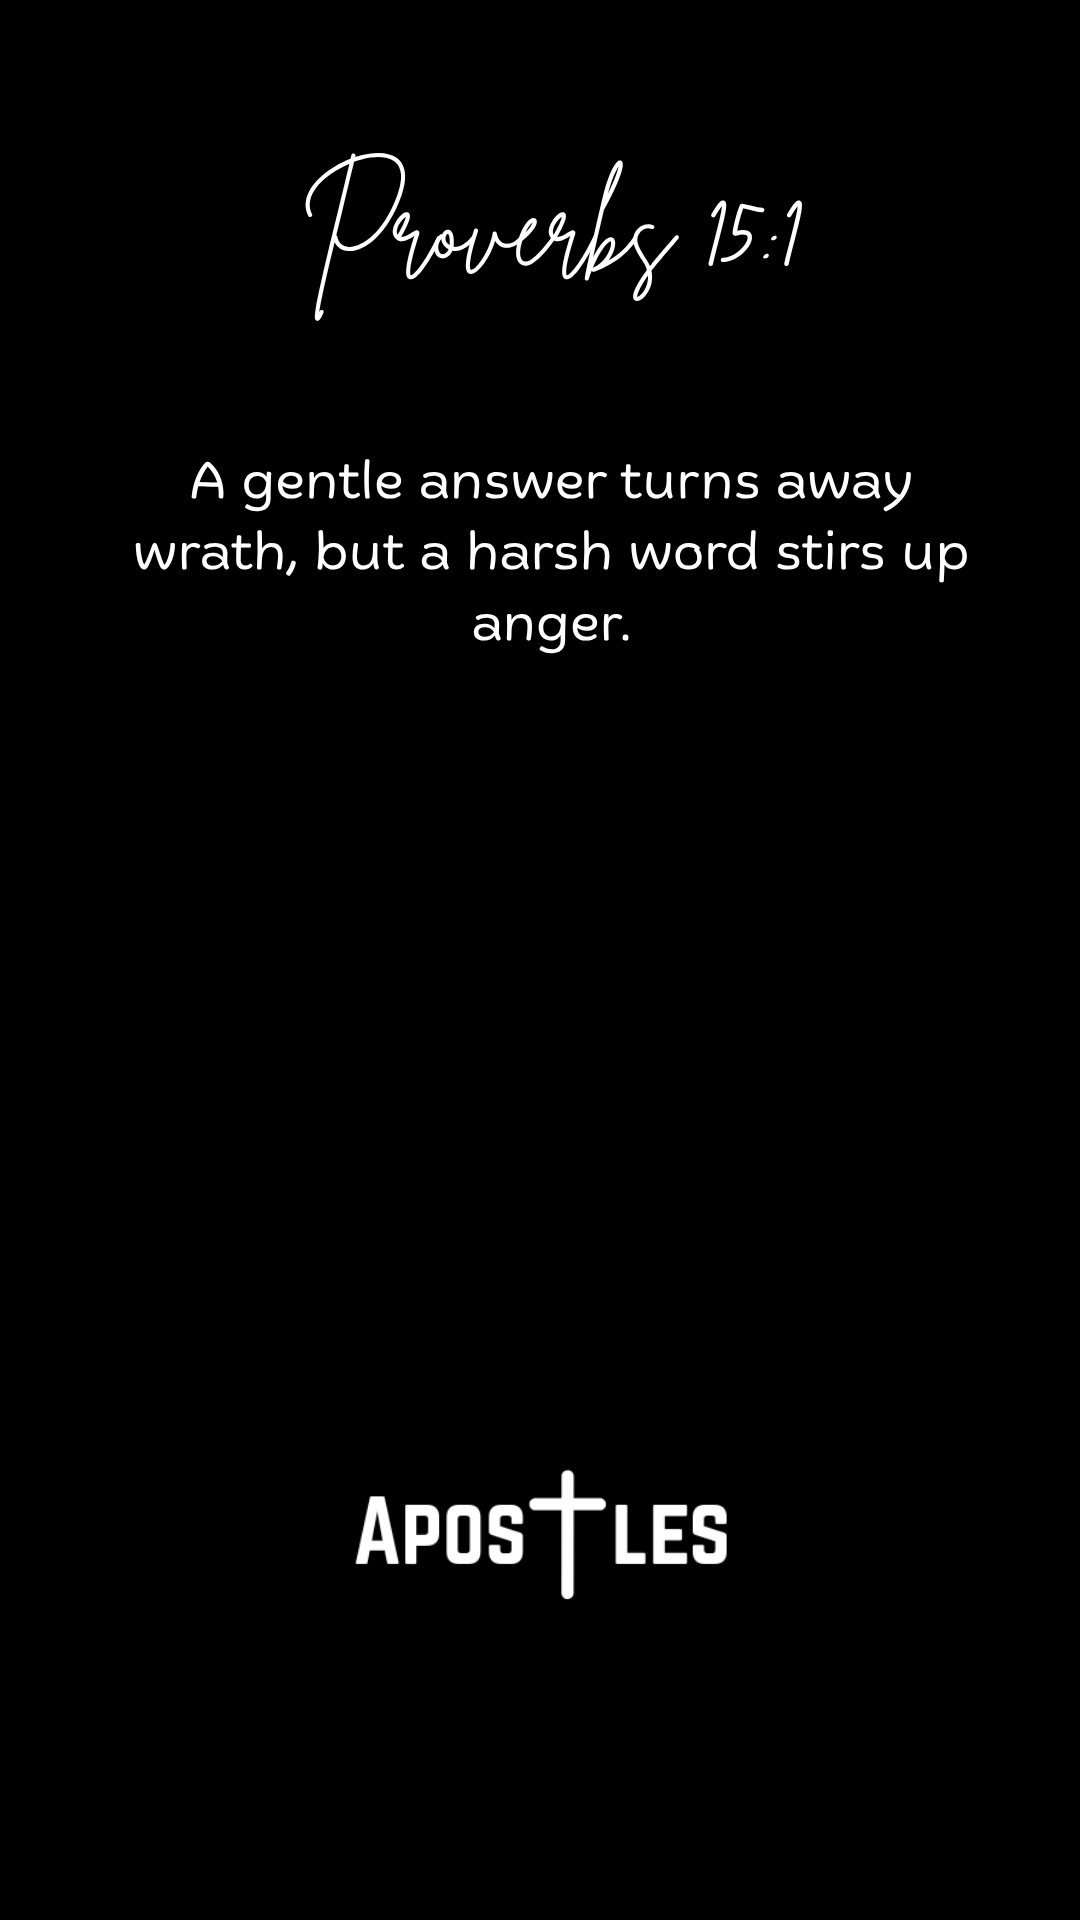 Proverbs 15:1
A gentle answer turns away
wrath, but a harsh word stirs up
anger.
APOSTLES